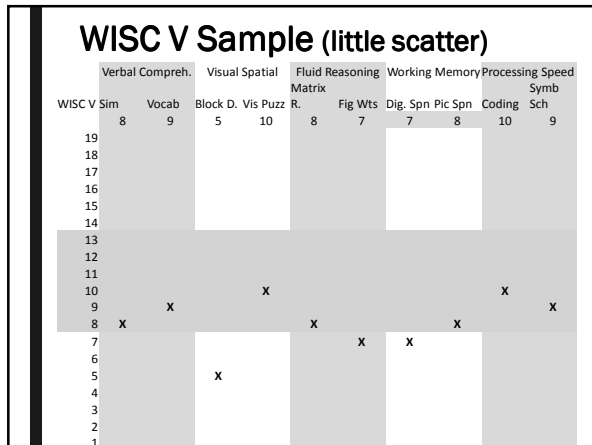 WISC V Sample (little scatter)
Verbal Compreh. Visual Spatial Fluid Reasoning Working Memory Processing Speed
Matrix Symb
WISC V Sim Vocab Block D. Vis Puzz R. Fig Wts Dig. Spn Pic Spn Coding Sch
8 9 5 10 8 7 7 8 10 9
19
18
17
16
15
14
13
12
11
10 X X
9 X X
8 X X X
7 X X
6
5 X
4
3
2
1